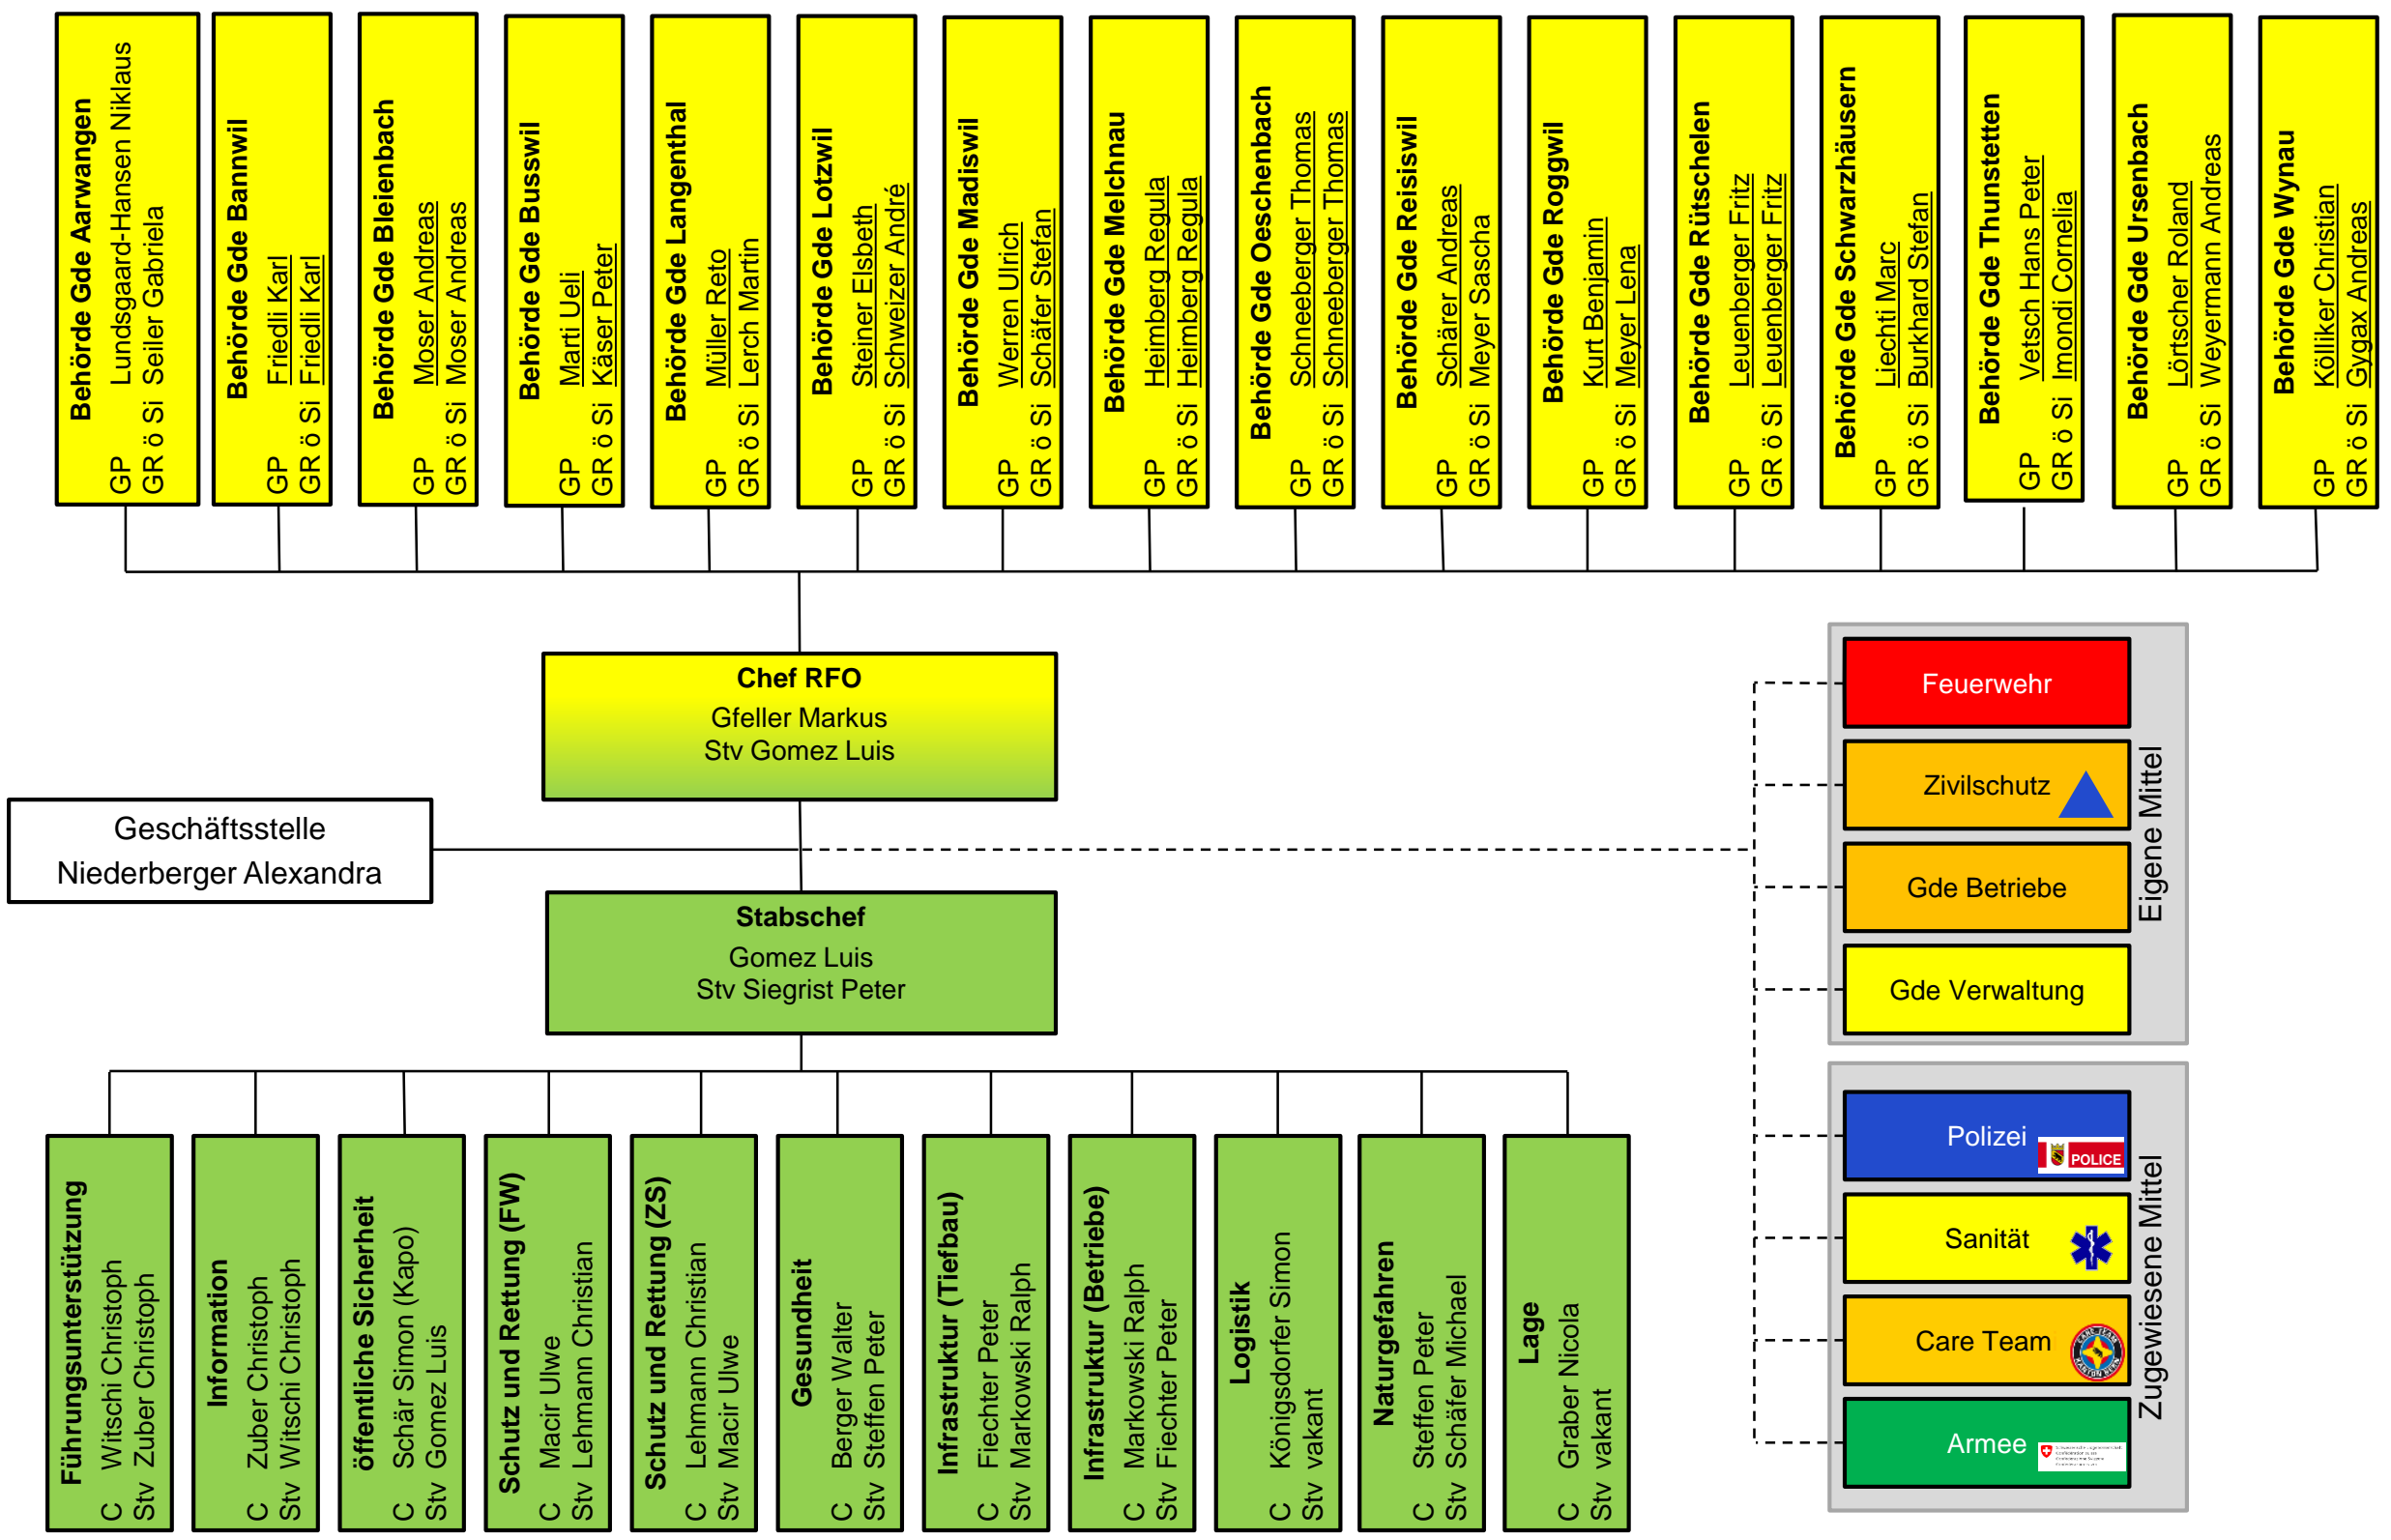 Behörde Gde Aarwangen
GP Lundsgaard-Hansen Niklaus
GR ö Si Seiler Gabriela
Behörde Gde Bannwil
GP Friedli Karl
GR ö Si Friedli Karl
Behörde Gde Bleienbach
GP Moser Andreas
GR ö Si Moser Andreas
Behörde Gde Busswil
GP Marti Ueli
GR ö Si Käser Peter
Behörde Gde Langenthal
GP Müller Reto
GR ö Si Lerch Martin
Behörde Gde Lotzwil
GP Steiner Elsbeth
GR ö Si Schweizer André
Behörde Gde Madiswil
GP Werren Ulrich
GR ö Si Schäfer Stefan
Behörde Gde Melchnau
GP Heimberg Regula
GR ö Si Heimberg Regula
Behörde Gde Oeschenbach
GP Schneeberger Thomas
GR ö Si Schneeberger Thomas
Behörde Gde Reisiswil
GP Schärer Andreas
GR ö Si Meyer Sascha
Behörde Gde Roggwil
GP Kurt Benjamin
GR ö Si Meyer Lena
Behörde Gde Rütschelen
GP Leuenberger Fritz
GR ö Si Leuenberger Fritz
Behörde Gde Schwarzhäusern
GP Liechti Marc
GR ö Si Burkhard Stefan
Behörde Gde Thunstetten
GP Vetsch Hans Peter
GR ö Si Imondi Cornelia
Behörde Gde Ursenbach
GP Lörtscher Roland
GR ö Si Weyermann Andreas
Behörde Gde Wynau
GP Kölliker Christian
GR ö Si Gygax Andreas
Chef RFO
Gfeller Markus
Stv Gomez Luis
Geschäftsstelle
Niederberger Alexandra
Stabschef
Gomez Luis
Stv Siegrist Peter
Feuerwehr
Zivilschutz
Gde Betriebe
Gde Verwaltung
Eigene Mittel
Polizei
POLICE
Sanität
Care Team
CARE TEAM
KANTON BERN
Armee
Zugewiesene Mittel
Führungsunterstützung
C Witschi Christoph
Stv Zuber Christoph
Information
C Zuber Christoph
Stv Witschi Christoph
öffentliche Sicherheit
C Schär Simon (Kapo)
Stv Gomez Luis
Schutz und Rettung (FW)
C Macir Ulwe
Stv Lehmann Christian
Schutz und Rettung (ZS)
C Lehmann Christian
Stv Macir Ulwe
Gesundheit
C Berger Walter
Stv Steffen Peter
Infrastruktur (Tiefbau)
C Fiechter Peter
Stv Markowski Ralph
Infrastruktur (Betriebe)
C Markowski Ralph
Stv Fiechter Peter
Logistik
C Königsdorfer Simon
Stv vakant
Naturgefahren
C Steffen Peter
Stv Schäfer Michael
Lage
C Graber Nicola
Stv vakant